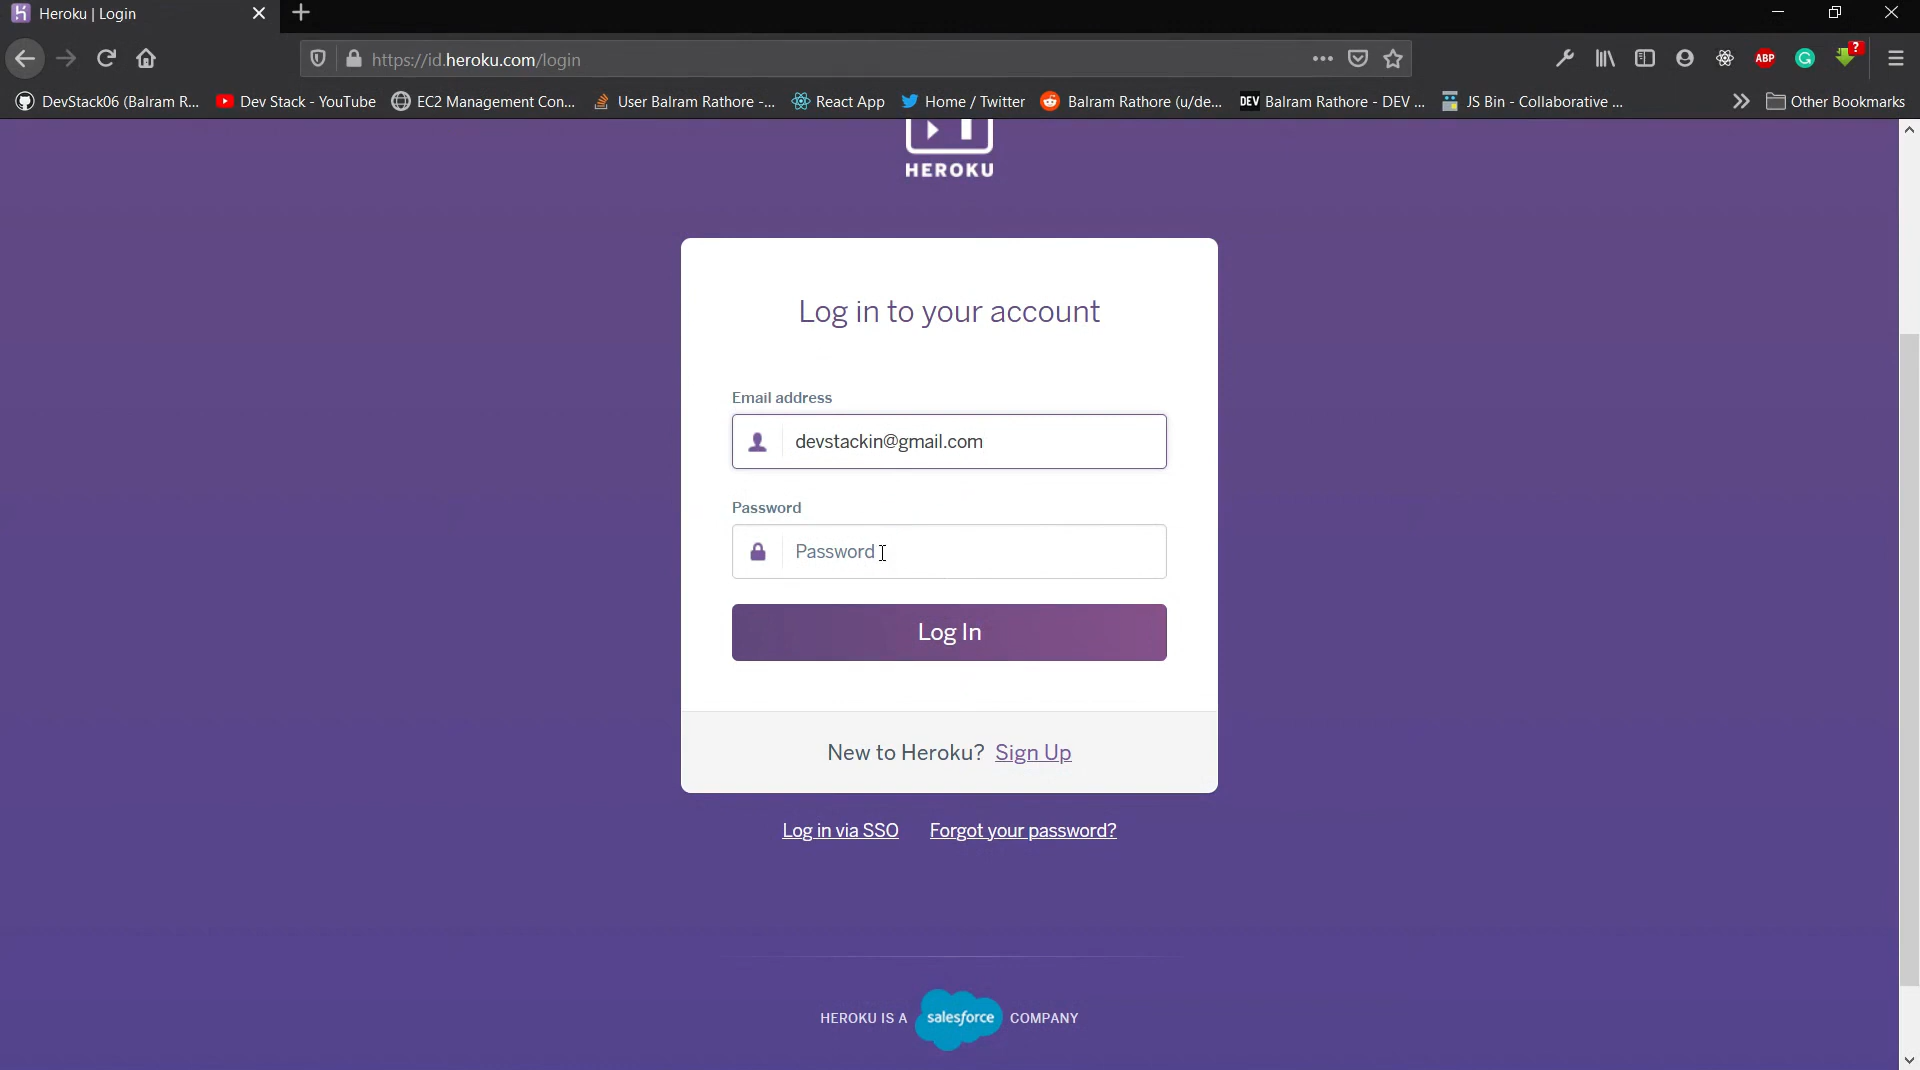 Heroku | Login
https://id.heroku.com/login
ABP
?
DevStack06 (Balram R...
Dev Stack - YouTube
EC2 Management Con...
User Balram Rathore -...
React App
Home / Twitter
Balram Rathore (u/de...
DEV
Balram Rathore - DEV ...
JS Bin - Collaborative ...
Other Bookmarks
HEROKU
Log in to your account
Email address
devstackin@gmail.com
Password
Password
Log In
New to Heroku? Sign Up
Log in via SSO
Forgot your password?
HEROKU IS A salesforce COMPANY